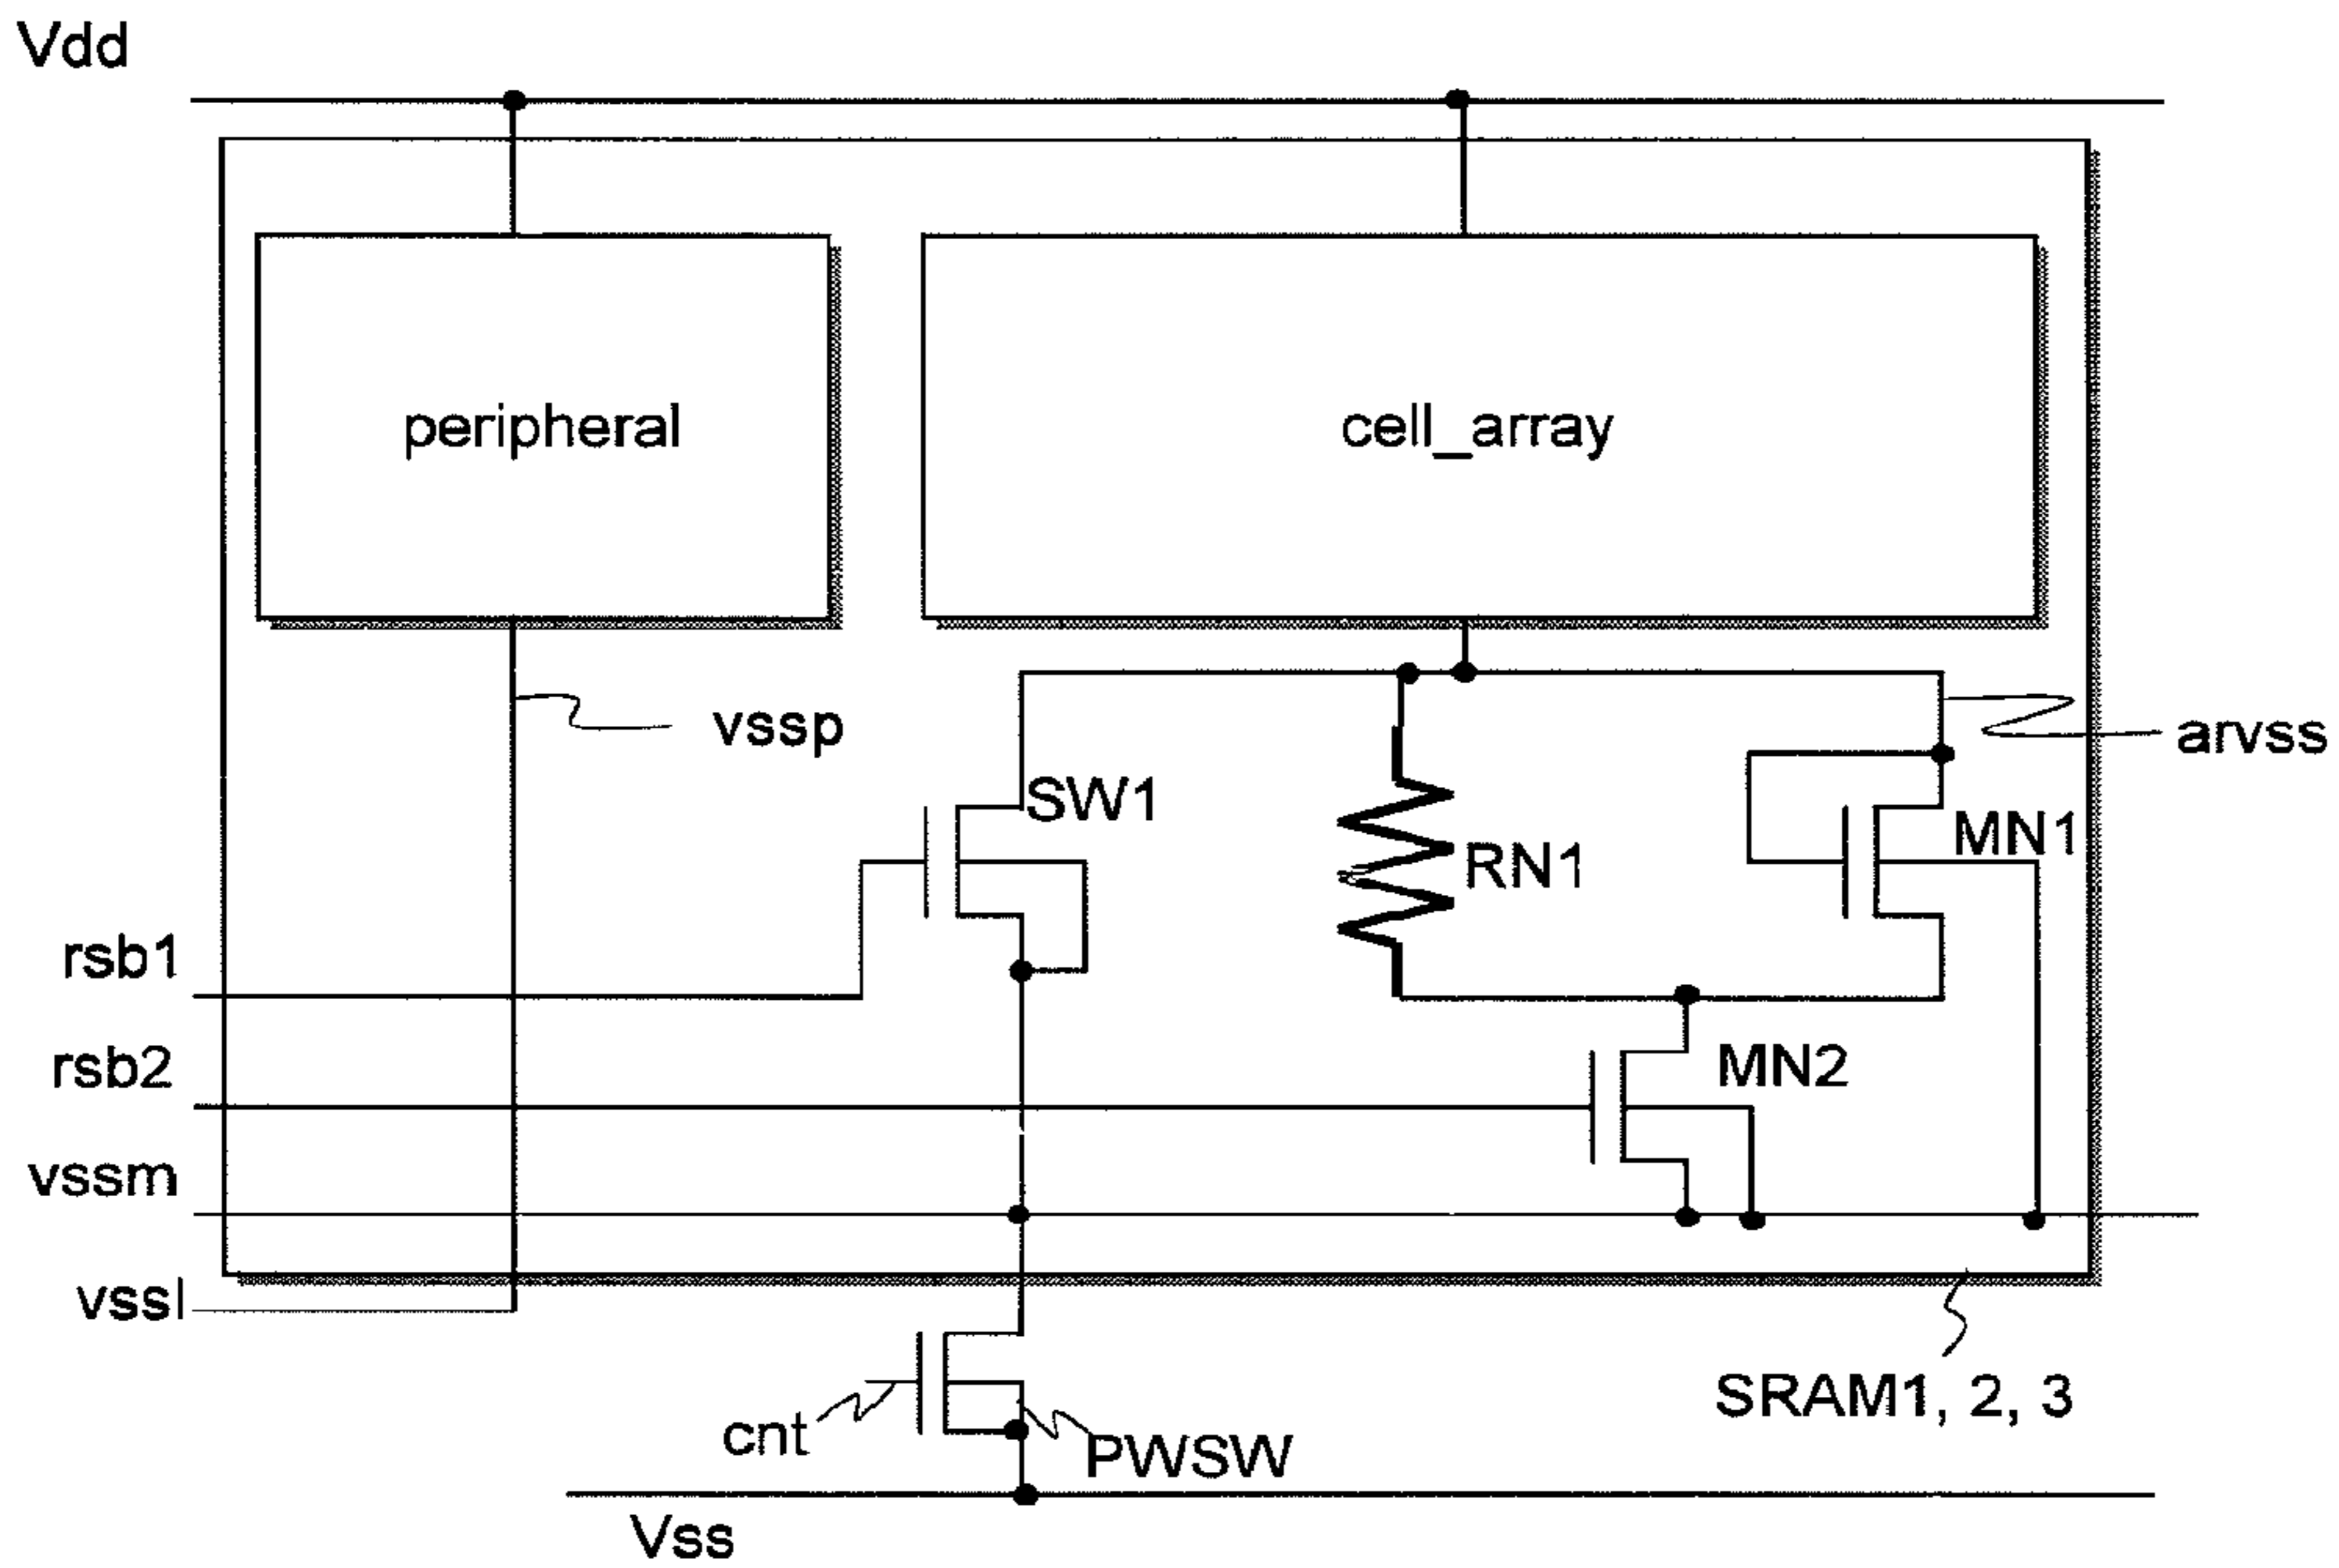 Vdd
peripheral
cell_array
vssp
arvss
SW1
MN1
RN1
rsb1
rsb2
MN2
vssm
vssl
SRAM1, 2, 3
cnt
PWSW
Vss